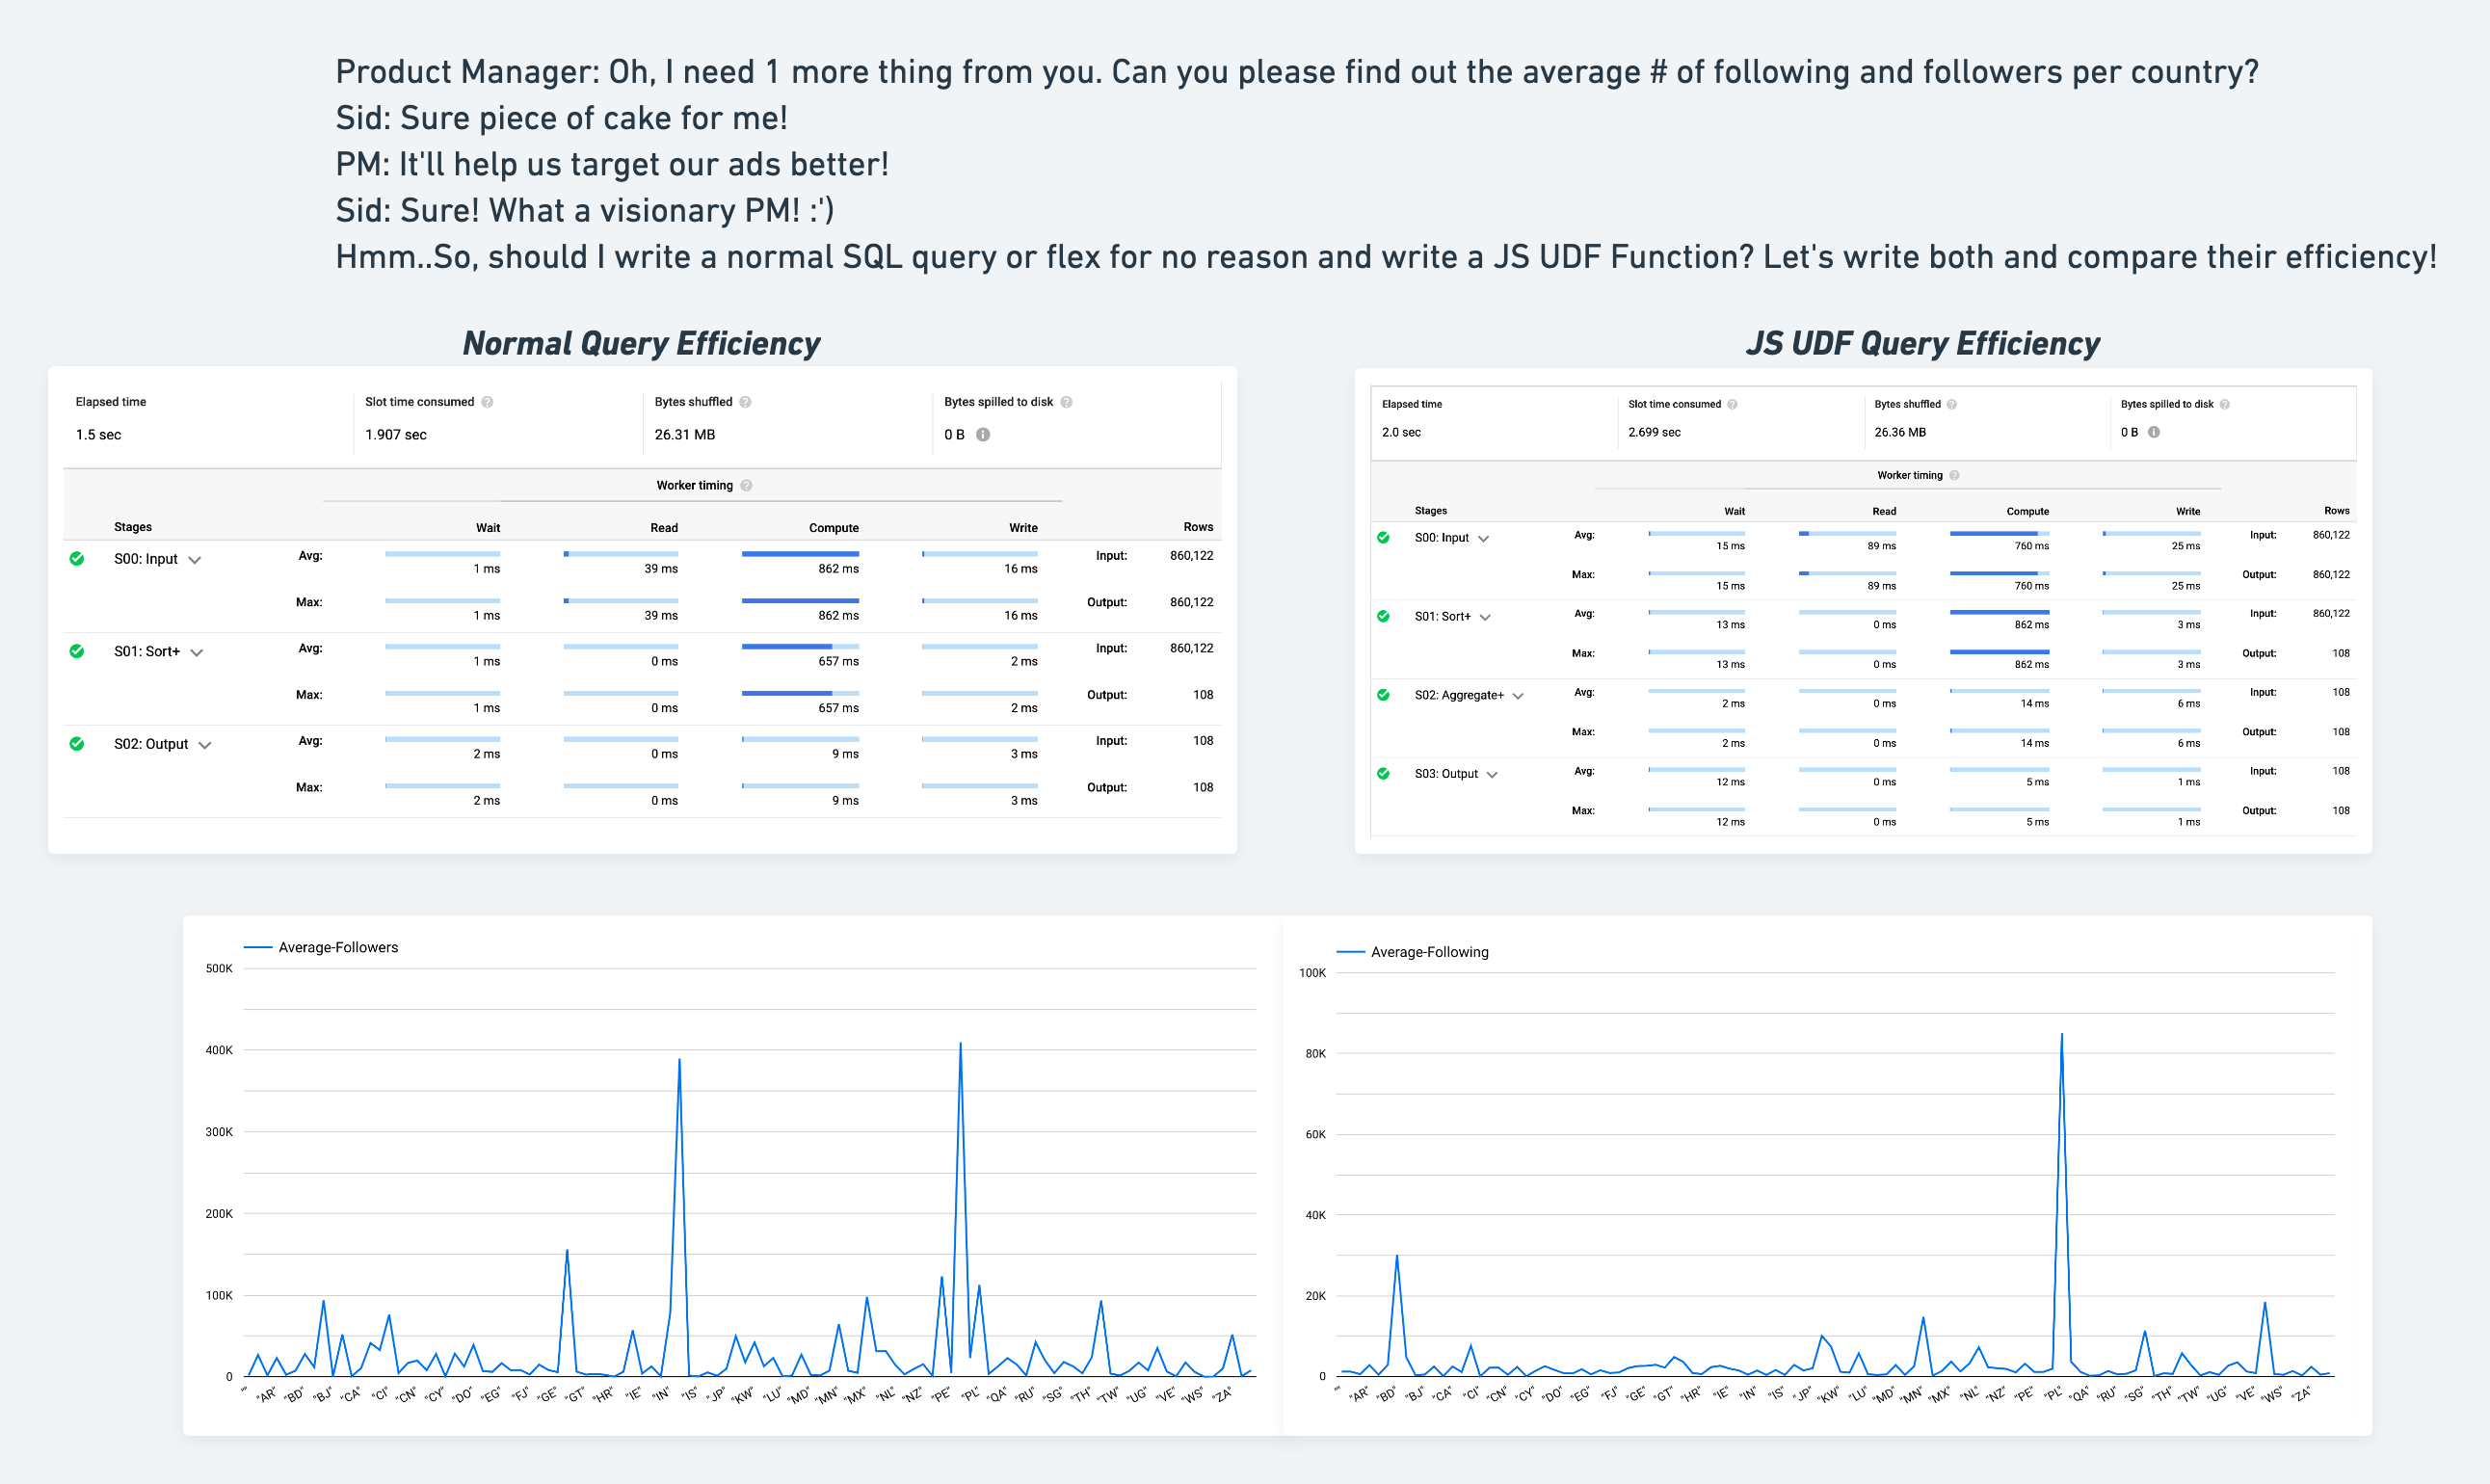 Product Manager: Oh, I need 1 more thing from you. Can you please find out the average # of following and followers per country?
Sid: Sure piece of cake for me!
PM: It'll help us target our ads better!
Sid: Sure! What a visionary PM! :')
Hmm..So, should I write a normal SQL query or flex for no reason and write a JS UDF Function? Let's write both and compare their efficiency!
Normal Query Efficiency
Elapsed time Slot time consumed Bytes shuffled Bytes spilled to disk
1.5 sec 1.907 sec 26.31 MB 0 B
Worker timing
Stages Wait Read Compute Write Rows
S00: Input Avg: 1 ms 39 ms 862 ms 16 ms Input: 860,122
Max: 1 ms 39 ms 862 ms 16 ms Output: 860,122
S01: Sort+ Avg: 1 ms 0 ms 657 ms 2 ms Input: 860,122
Max: 1 ms 0 ms 657 ms 2 ms Output: 108
S02: Output Avg: 2 ms 0 ms 9 ms 3 ms Input: 108
Max: 2 ms 0 ms 9 ms 3 ms Output: 108
JS UDF Query Efficiency
Elapsed time Slot time consumed Bytes shuffled Bytes spilled to disk
2.0 sec 2.699 sec 26.36 MB 0 B
Worker timing
Stages Wait Read Compute Write Rows
S00: Input Avg: 15 ms 89 ms 760 ms 25 ms Input: 860,122
Max: 15 ms 89 ms 760 ms 25 ms Output: 860,122
S01: Sort+ Avg: 13 ms 0 ms 862 ms 3 ms Input: 860,122
Max: 13 ms 0 ms 862 ms 3 ms Output: 108
S02: Aggregate+ Avg: 2 ms 0 ms 14 ms 6 ms Input: 108
Max: 2 ms 0 ms 14 ms 6 ms Output: 108
S03: Output Avg: 12 ms 0 ms 5 ms 1 ms Input: 108
Max: 12 ms 0 ms 5 ms 1 ms Output: 108
Average-Followers
500K
400K
300K
200K
100K
0
"" "AR" "BD" "BJ" "CA" "CI" "CN" "CY" "DO" "EG" "FJ" "GE" "GT" "HR" "IE" "IN" "IS" "JP" "KW" "LU" "MD" "MN" "MX" "NL" "NZ" "PE" "PL" "QA" "RU" "SG" "TH" "TW" "UG" "VE" "WS" "ZA"
Average-Following
100K
80K
60K
40K
20K
0
"" "AR" "BD" "BJ" "CA" "CI" "CN" "CY" "DO" "EG" "FJ" "GE" "GT" "HR" "IE" "IN" "IS" "JP" "KW" "LU" "MD" "MN" "MX" "NL" "NZ" "PE" "PL" "QA" "RU" "SG" "TH" "TW" "UG" "VE" "WS" "ZA"